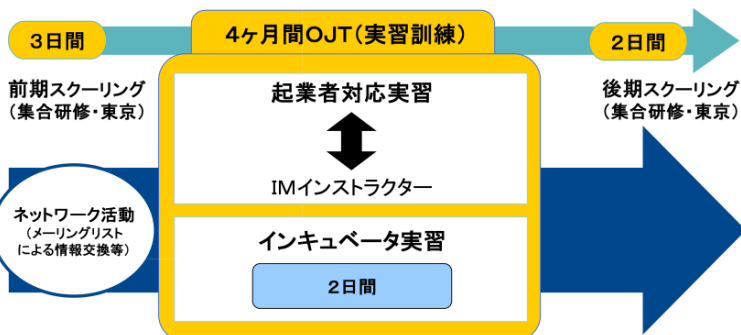 3日間
4ヶ月間OJT(実習訓練)
2日間
前期スクーリング
(集合研修・東京)
起業者対応実習
IMインストラクター
後期スクーリング
(集合研修・東京)
ネットワーク活動
(メーリングリスト
による情報交換等)
インキュベータ実習
2日間